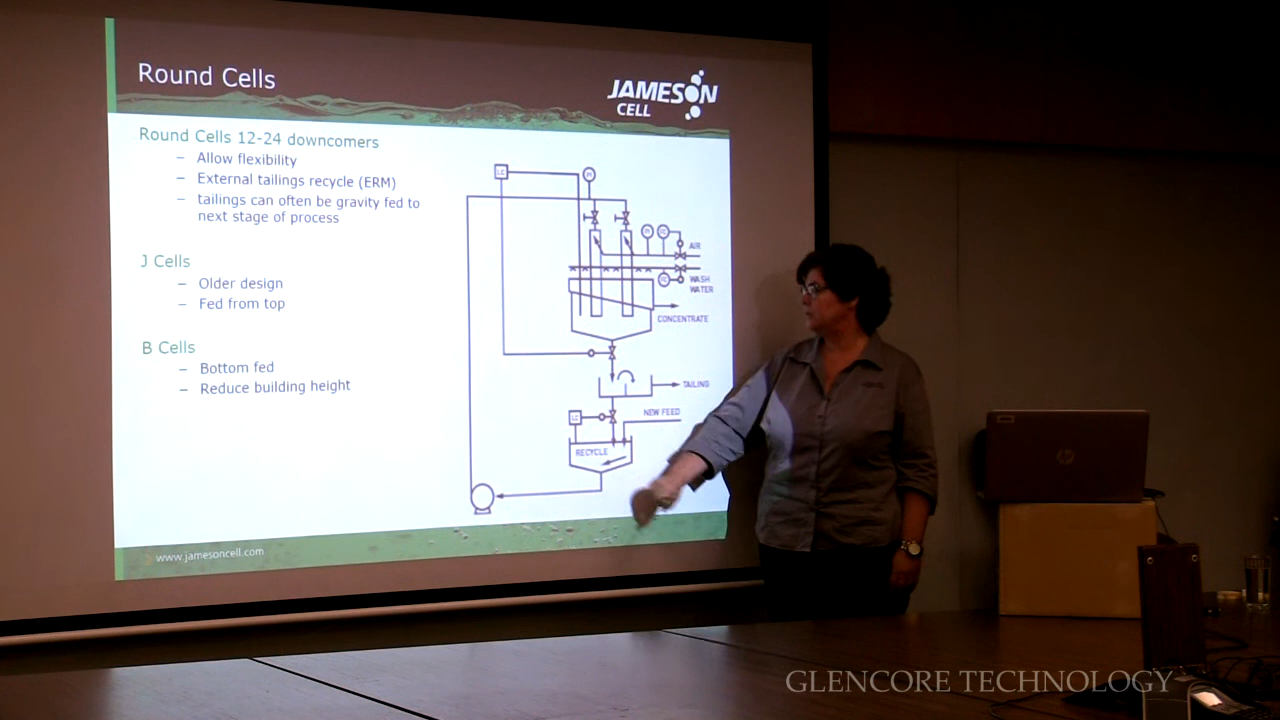 Round Cells
JAMESON
CELL
Round Cells 12-24 downcomers
– Allow flexibility
– External tailings recycle (ERM)
– tailings can often be gravity fed to
next stage of process
J Cells
– Older design
– Fed from top
B Cells
– Bottom fed
– Reduce building height
LC
PI
AIR
WASH
WATER
CONCENTRATE
TAILING
NEW FEED
LC
RECYCLE
www.jamesoncell.com
hp
GLENCORE TECHNOLOGY